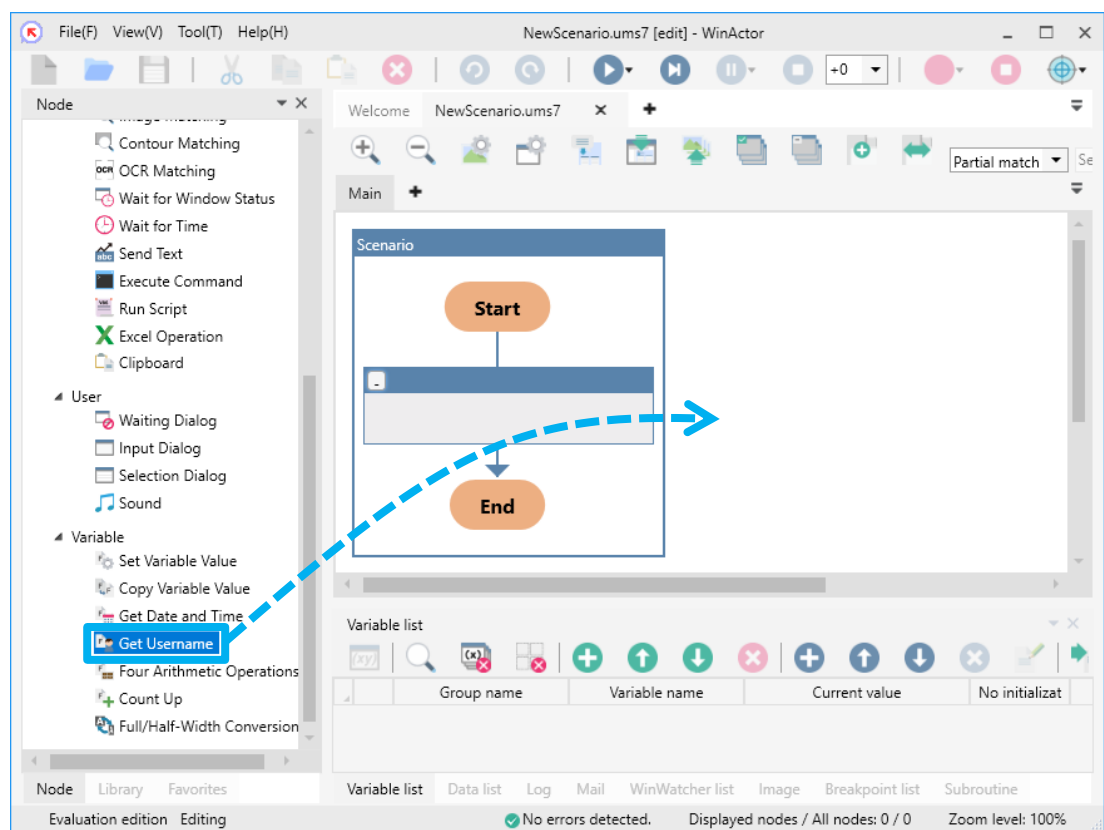 File(F) View(V) Tool(T) Help(H) NewScenario.ums7 [edit] - WinActor
+0
Node
Welcome NewScenario.ums7
Image Matching
Contour Matching
OCR OCR Matching
Wait for Window Status
Wait for Time
abc Send Text
Execute Command
Run Script
Excel Operation
Clipboard
User
Waiting Dialog
Input Dialog
Selection Dialog
Sound
Variable
Set Variable Value
Copy Variable Value
Get Date and Time
Get Username
Four Arithmetic Operations
Count Up
Full/Half-Width Conversion
Node Library Favorites
Partial match Se
Main
Scenario
Start
End
Variable list
Group name Variable name Current value No initializat
Variable list Data list Log Mail WinWatcher list Image Breakpoint list Subroutine
Evaluation edition Editing No errors detected. Displayed nodes / All nodes: 0 / 0 Zoom level: 100%